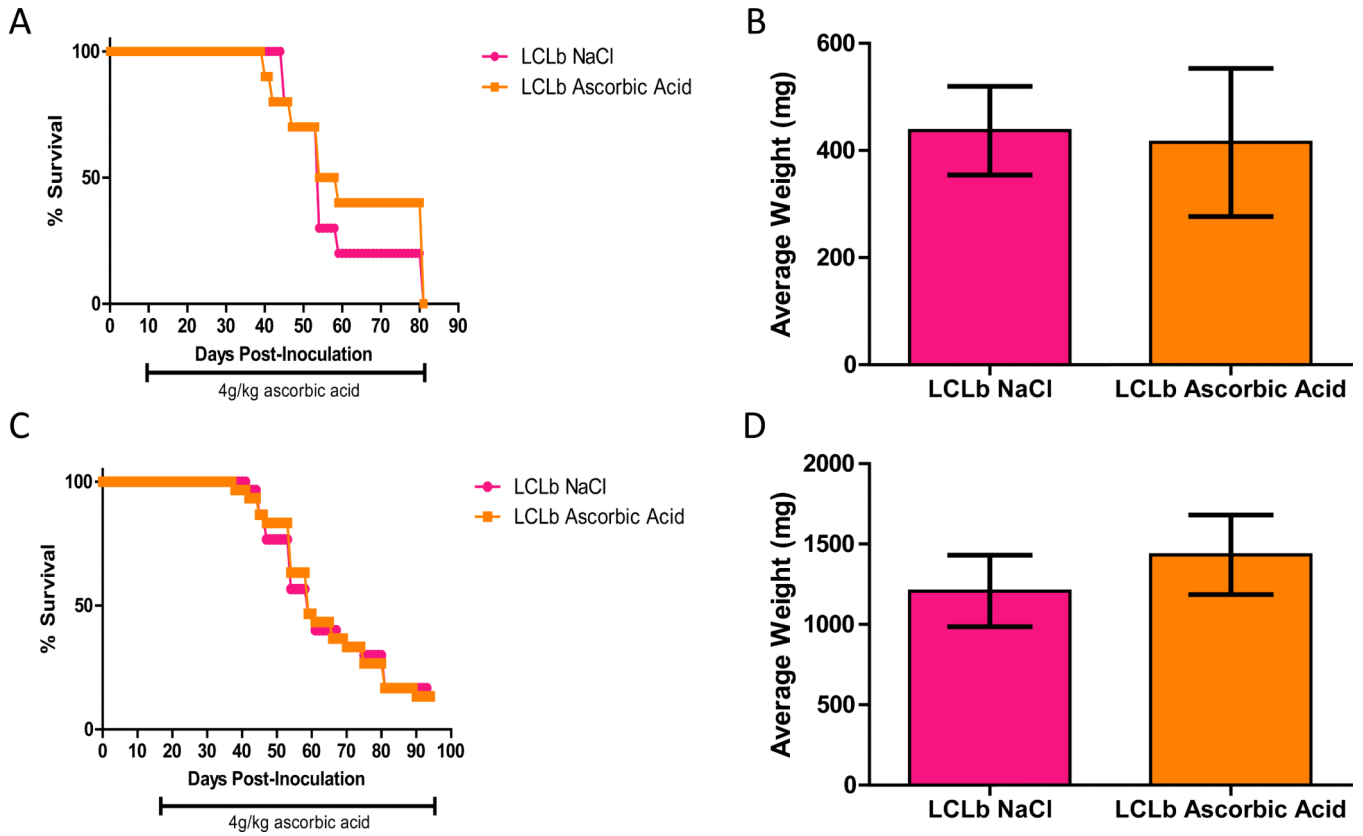 A
100
50
0
% Survival
0 10 20 30 40 50 60 70 80 90
Days Post-Inoculation
4g/kg ascorbic acid
LCLb NaCl
LCLb Ascorbic Acid
B
600
400
200
0
Average Weight (mg)
LCLb NaCl LCLb Ascorbic Acid
C
100
50
0
% Survival
0 10 20 30 40 50 60 70 80 90 100
Days Post-Inoculation
4g/kg ascorbic acid
LCLb NaCl
LCLb Ascorbic Acid
D
2000
1500
1000
500
0
Average Weight (mg)
LCLb NaCl LCLb Ascorbic Acid